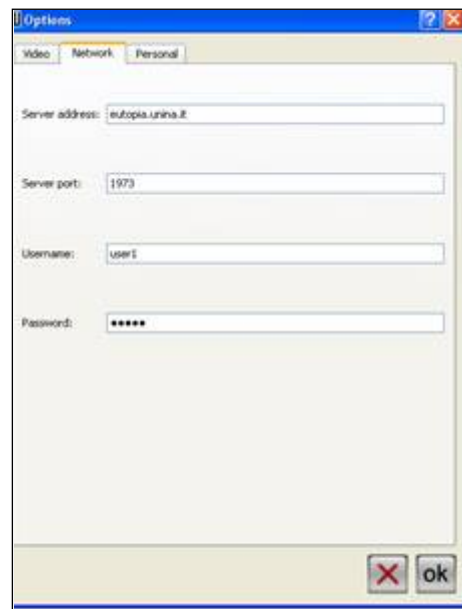 Options
Video Network Personal
Server address: eutopia.unina.it
Server port: 1973
Username: user1
Password: •••••
ok